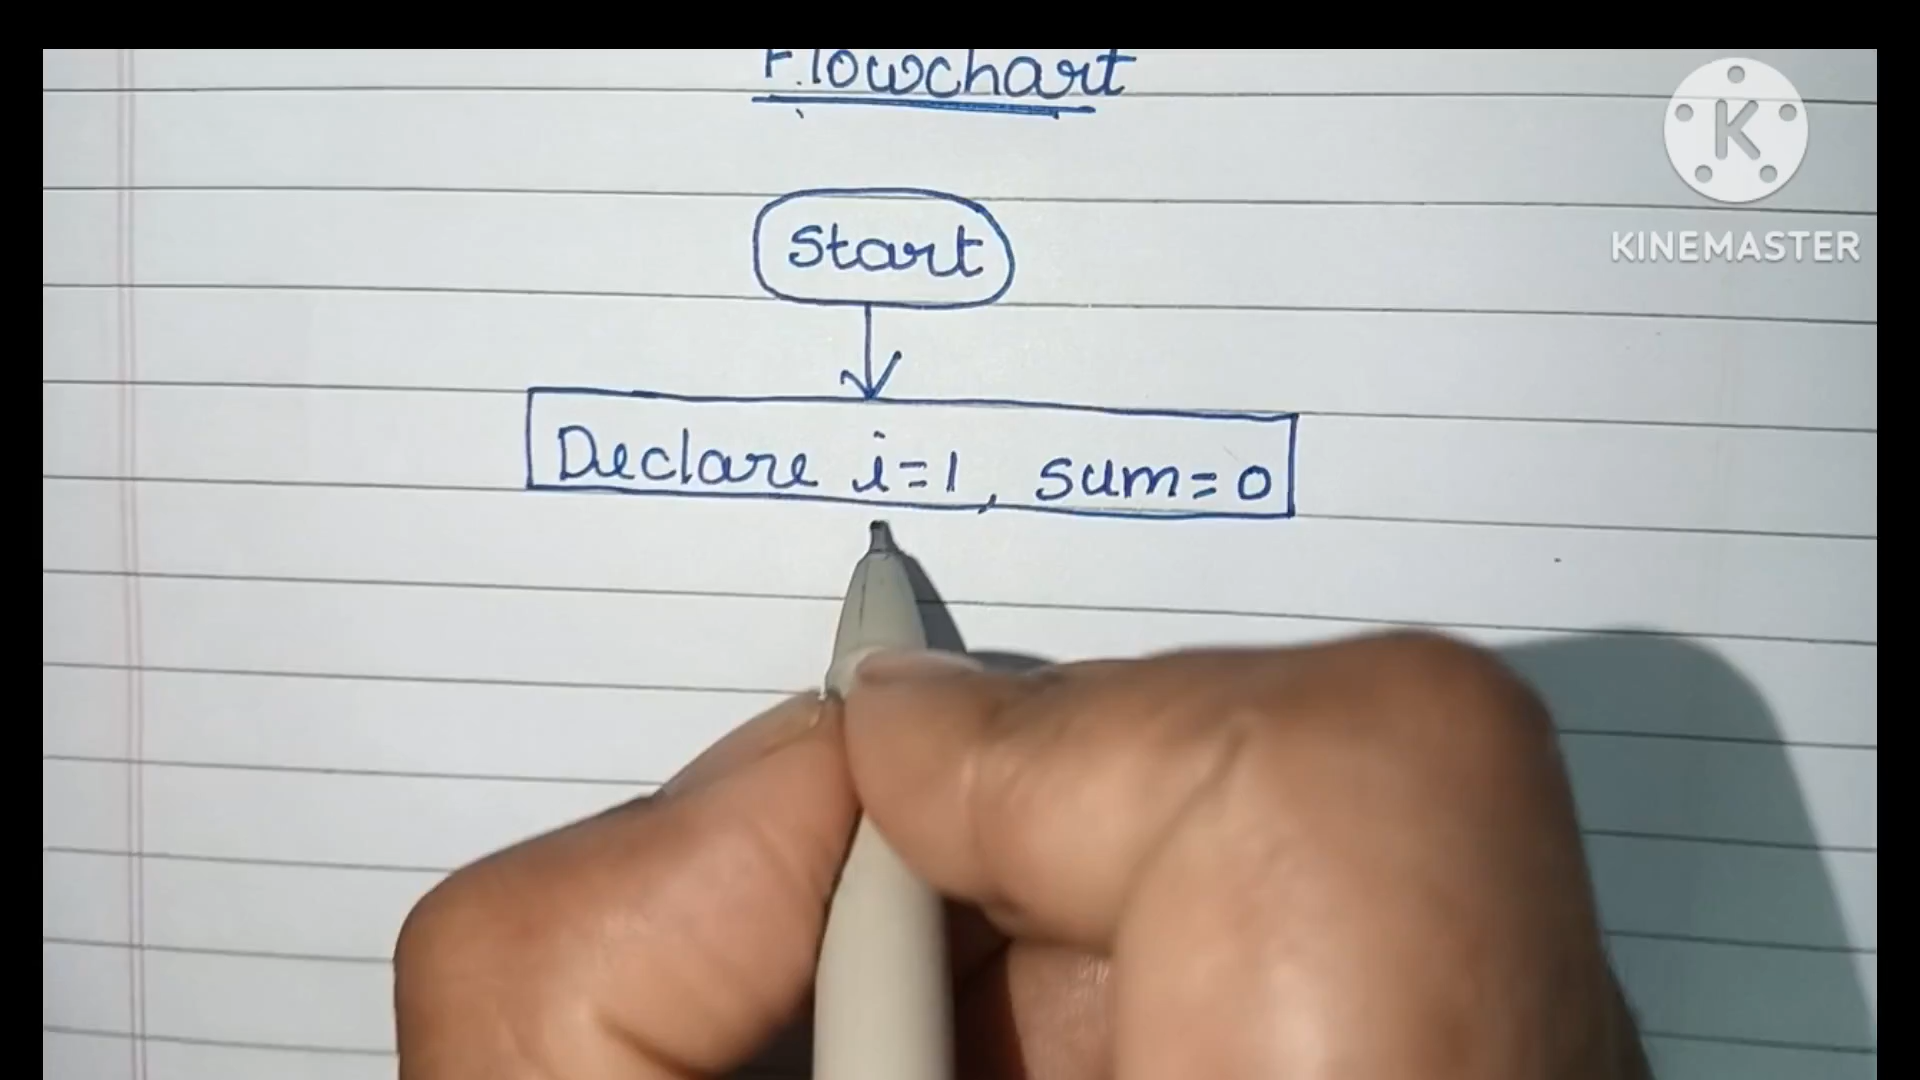 Flowchart
K
KINEMASTER
Start
Declare i=1, sum=0